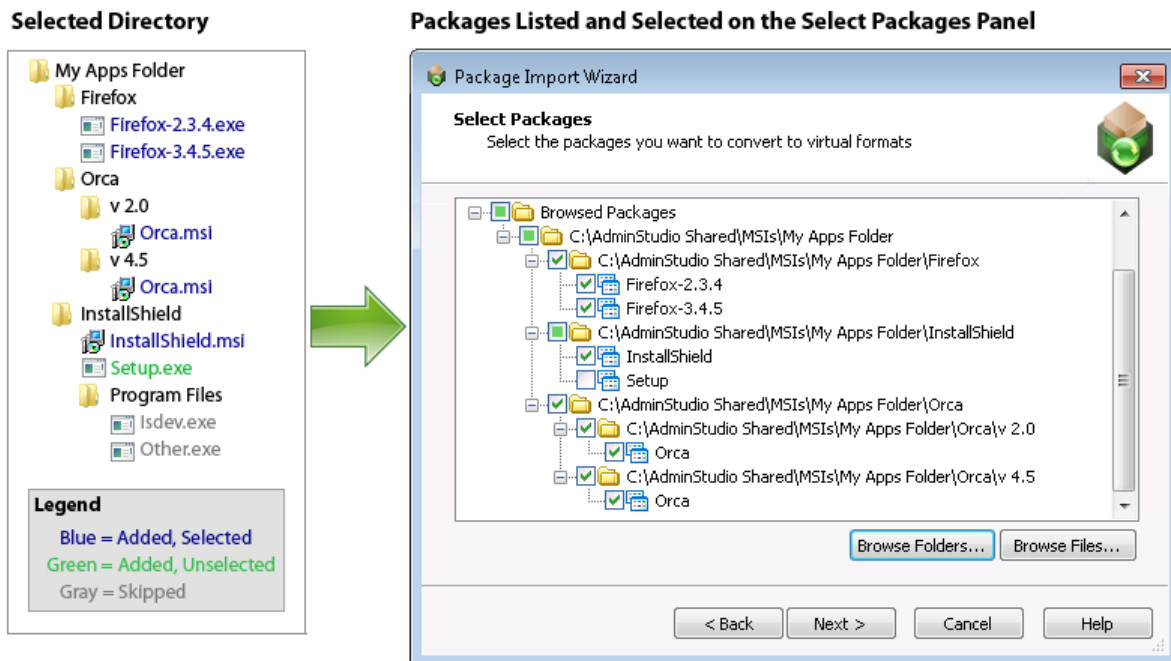 Selected Directory
My Apps Folder
Firefox
Firefox-2.3.4.exe
Firefox-3.4.5.exe
Orca
v 2.0
Orca.msi
v 4.5
Orca.msi
InstallShield
InstallShield.msi
Setup.exe
Program Files
Isdev.exe
Other.exe
Legend
Blue = Added, Selected
Green = Added, Unselected
Gray = Skipped
Packages Listed and Selected on the Select Packages Panel
Package Import Wizard
Select Packages
Select the packages you want to convert to virtual formats
Browsed Packages
C:\AdminStudio Shared\MSIs\My Apps Folder
C:\AdminStudio Shared\MSIs\My Apps Folder\Firefox
Firefox-2.3.4
Firefox-3.4.5
C:\AdminStudio Shared\MSIs\My Apps Folder\InstallShield
InstallShield
Setup
C:\AdminStudio Shared\MSIs\My Apps Folder\Orca
C:\AdminStudio Shared\MSIs\My Apps Folder\Orca\v 2.0
Orca
C:\AdminStudio Shared\MSIs\My Apps Folder\Orca\v 4.5
Orca
Browse Folders... Browse Files...
< Back Next > Cancel Help